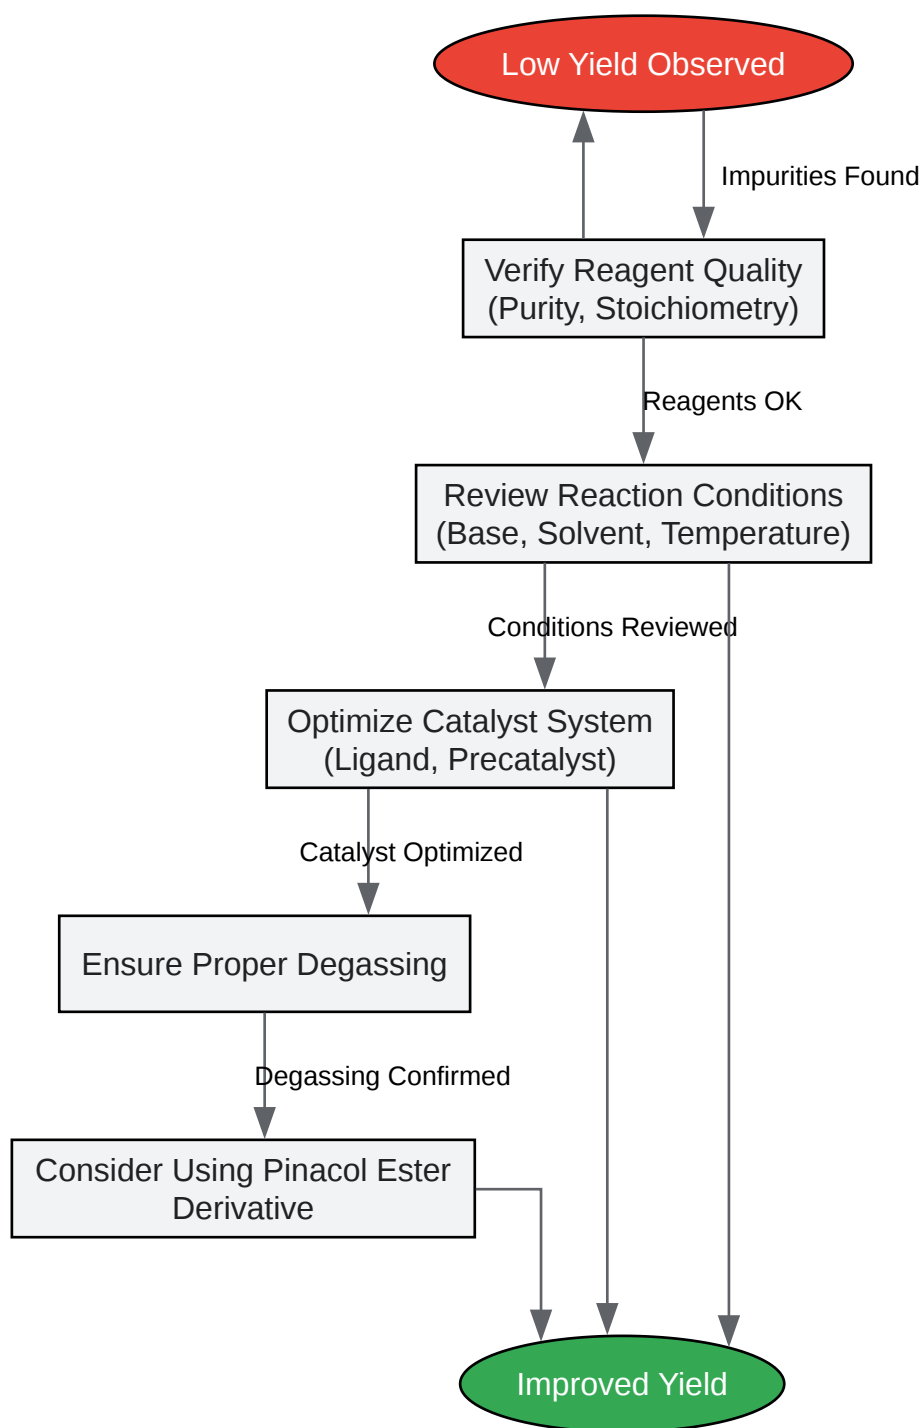 Low Yield Observed
Impurities Found
Verify Reagent Quality
(Purity, Stoichiometry)
Reagents OK
Review Reaction Conditions
(Base, Solvent, Temperature)
Conditions Reviewed
Optimize Catalyst System
(Ligand, Precatalyst)
Catalyst Optimized
Ensure Proper Degassing
Degassing Confirmed
Consider Using Pinacol Ester
Derivative
Improved Yield